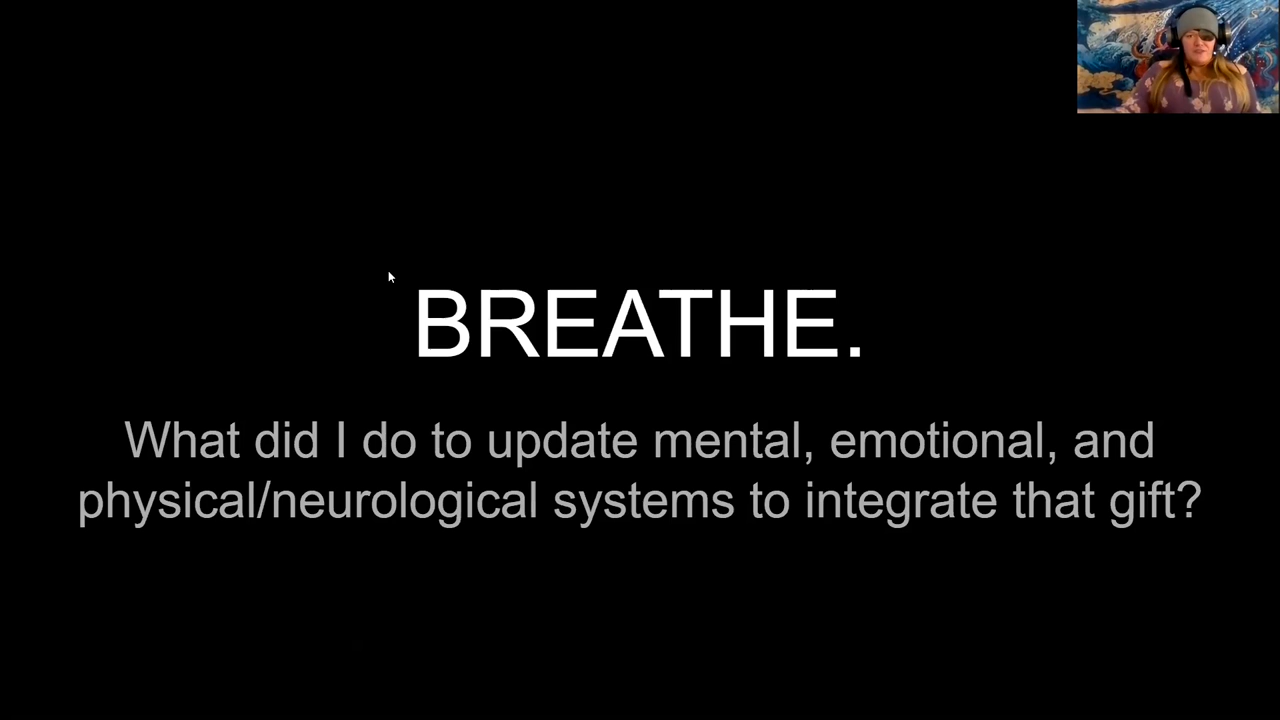 BREATHE.
What did I do to update mental, emotional, and
physical/neurological systems to integrate that gift?